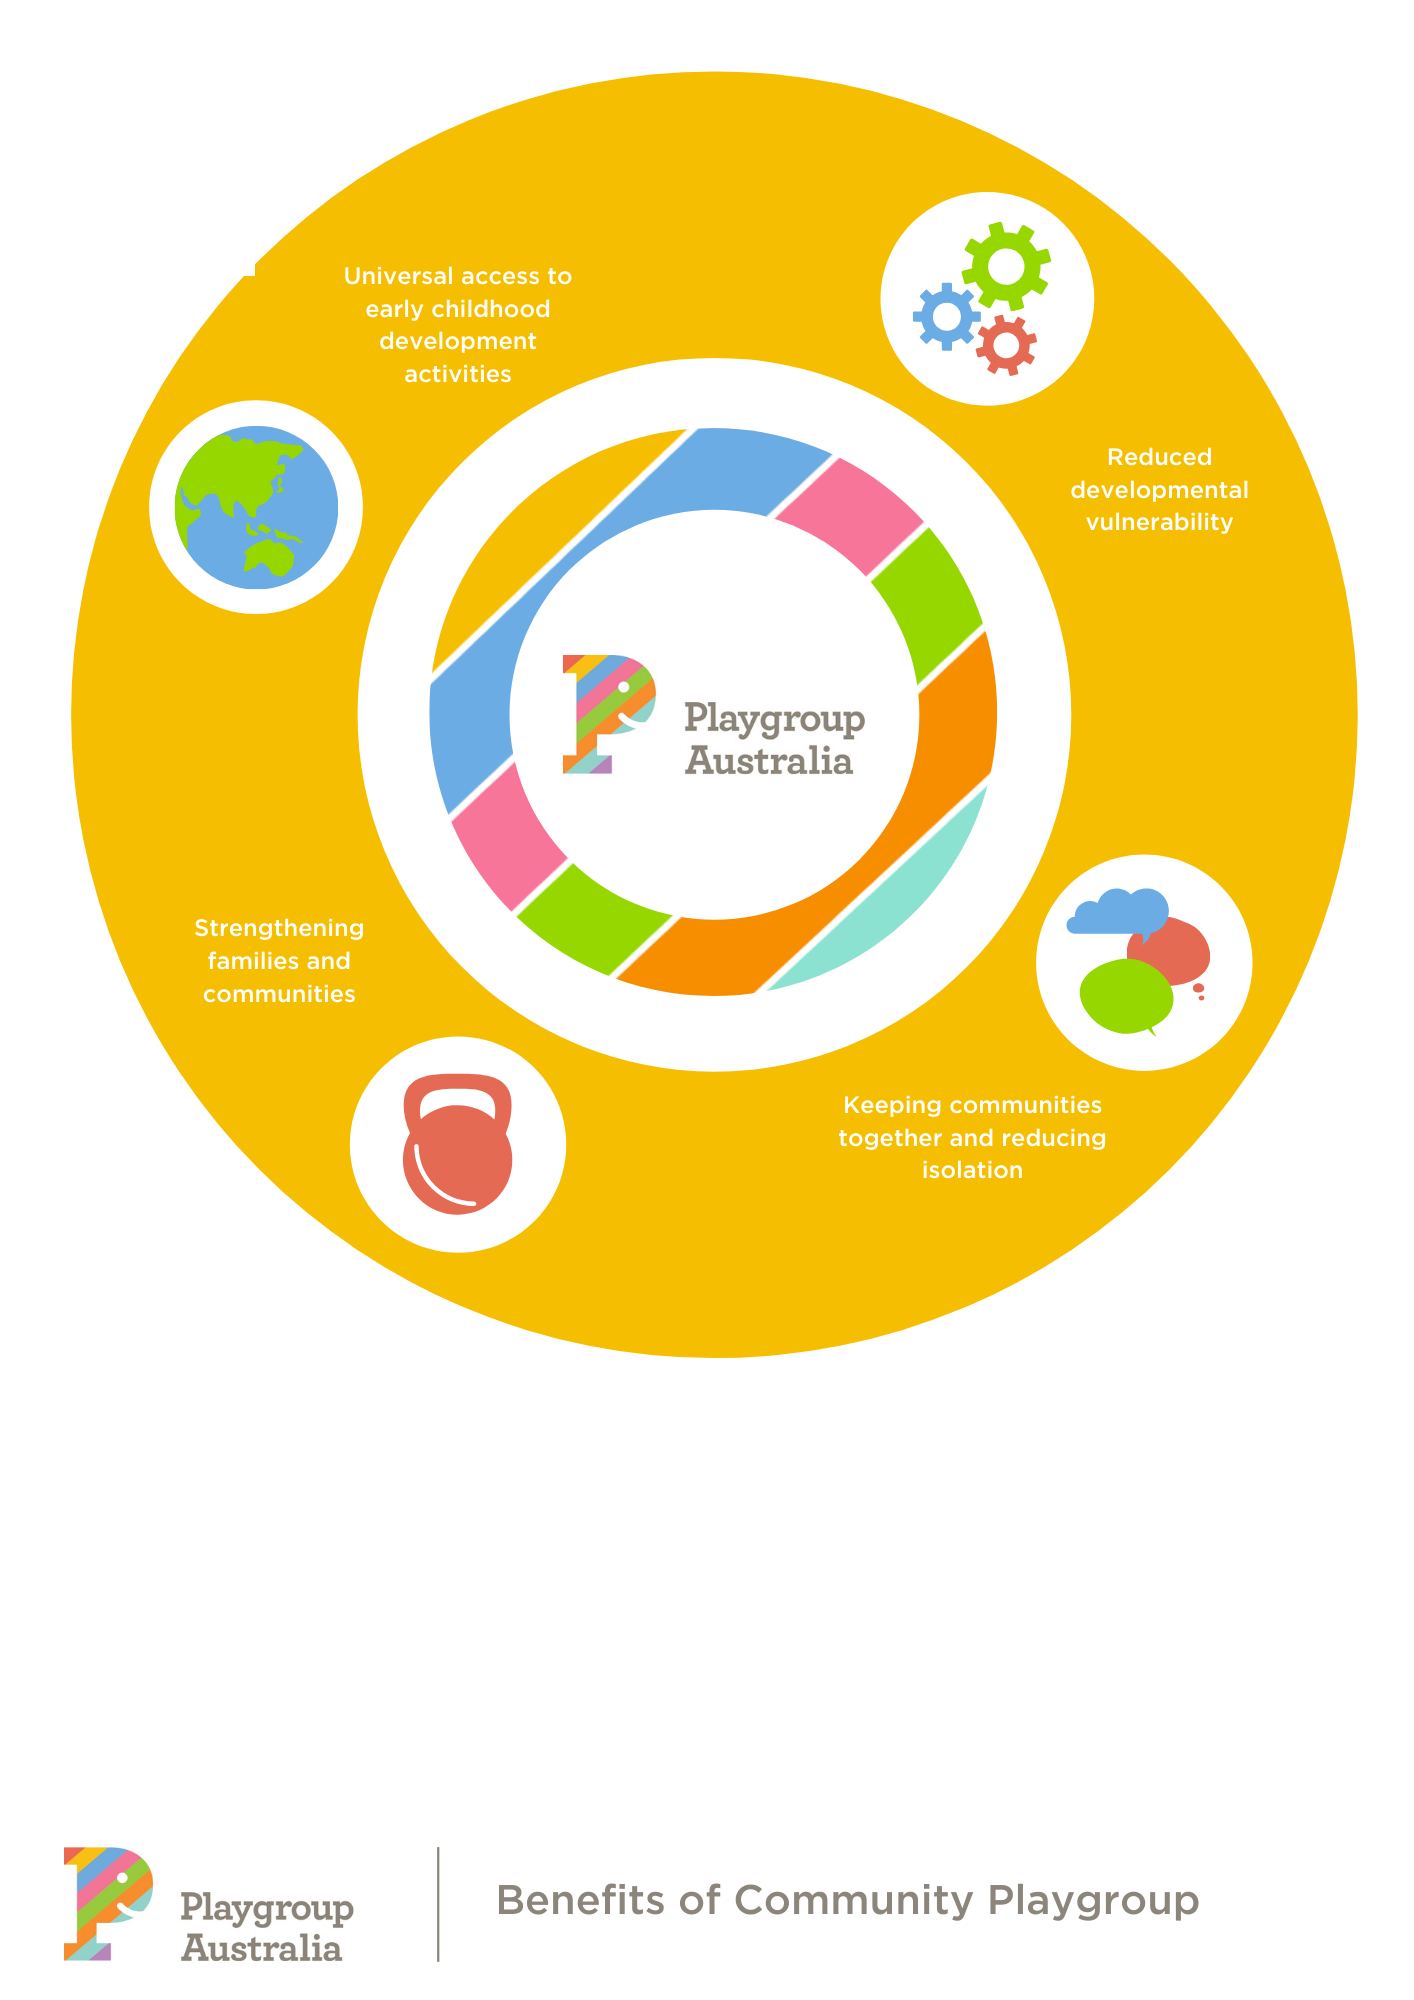 Universal access to
early childhood
development
activities
Reduced
developmental
vulnerability
Playgroup
Australia
Strengthening
families and
communities
Keeping communities
together and reducing
isolation
Playgroup
Australia
Benefits of Community Playgroup